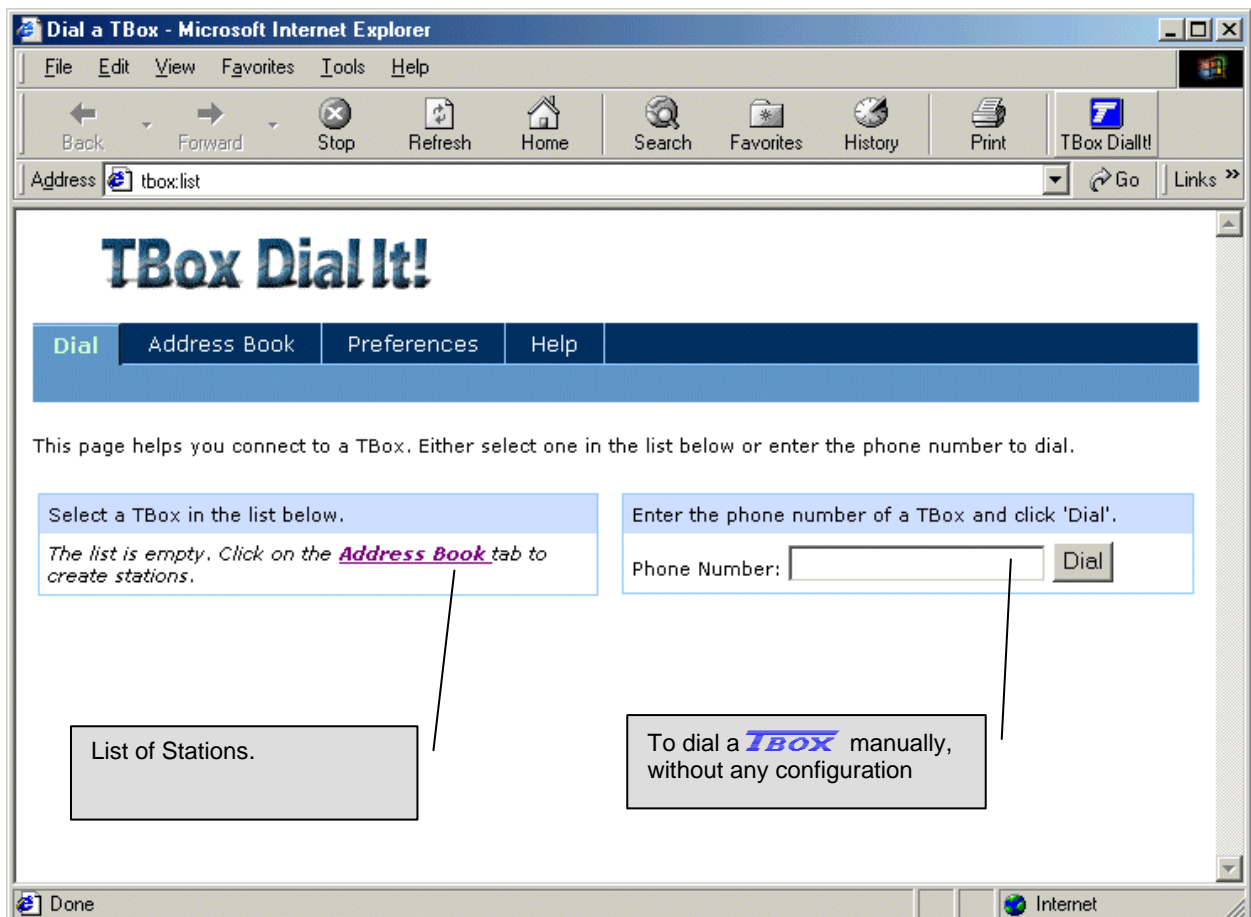 Dial a TBox - Microsoft Internet Explorer
File Edit View Favorites Tools Help
Back Forward Stop Refresh Home Search Favorites History Print TBox DialIt!
Address tbox:list Go Links »
TBox Dial It!
Dial Address Book Preferences Help
This page helps you connect to a TBox. Either select one in the list below or enter the phone number to dial.
Select a TBox in the list below.
The list is empty. Click on the Address Book tab to
create stations.
Enter the phone number of a TBox and click 'Dial'.
Phone Number: Dial
List of Stations.
To dial a TBOX manually,
without any configuration
Done Internet